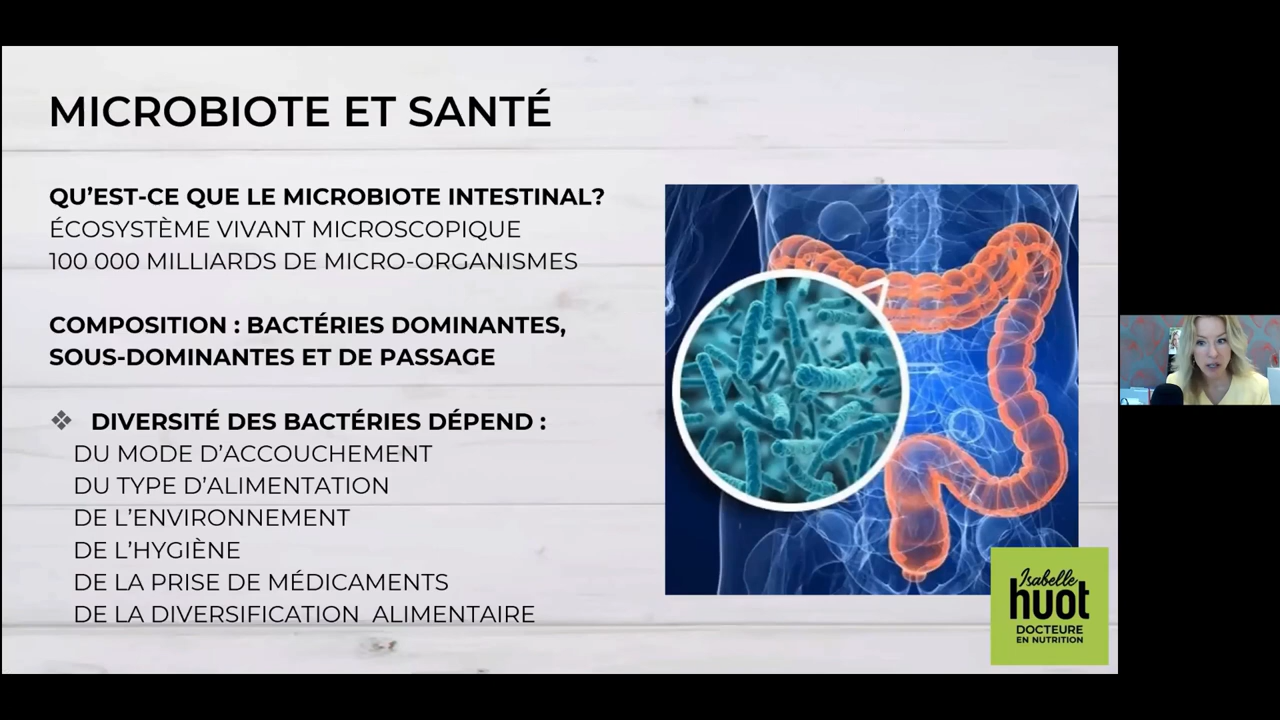 MICROBIOTE ET SANTÉ
QU’EST-CE QUE LE MICROBIOTE INTESTINAL?
ÉCOSYSTÈME VIVANT MICROSCOPIQUE
100 000 MILLIARDS DE MICRO-ORGANISMES
COMPOSITION : BACTÉRIES DOMINANTES,
SOUS-DOMINANTES ET DE PASSAGE
❖ DIVERSITÉ DES BACTÉRIES DÉPEND :
DU MODE D’ACCOUCHEMENT
DU TYPE D’ALIMENTATION
DE L’ENVIRONNEMENT
DE L’HYGIÈNE
DE LA PRISE DE MÉDICAMENTS
DE LA DIVERSIFICATION ALIMENTAIRE
Isabelle
huot
DOCTEURE
EN NUTRITION